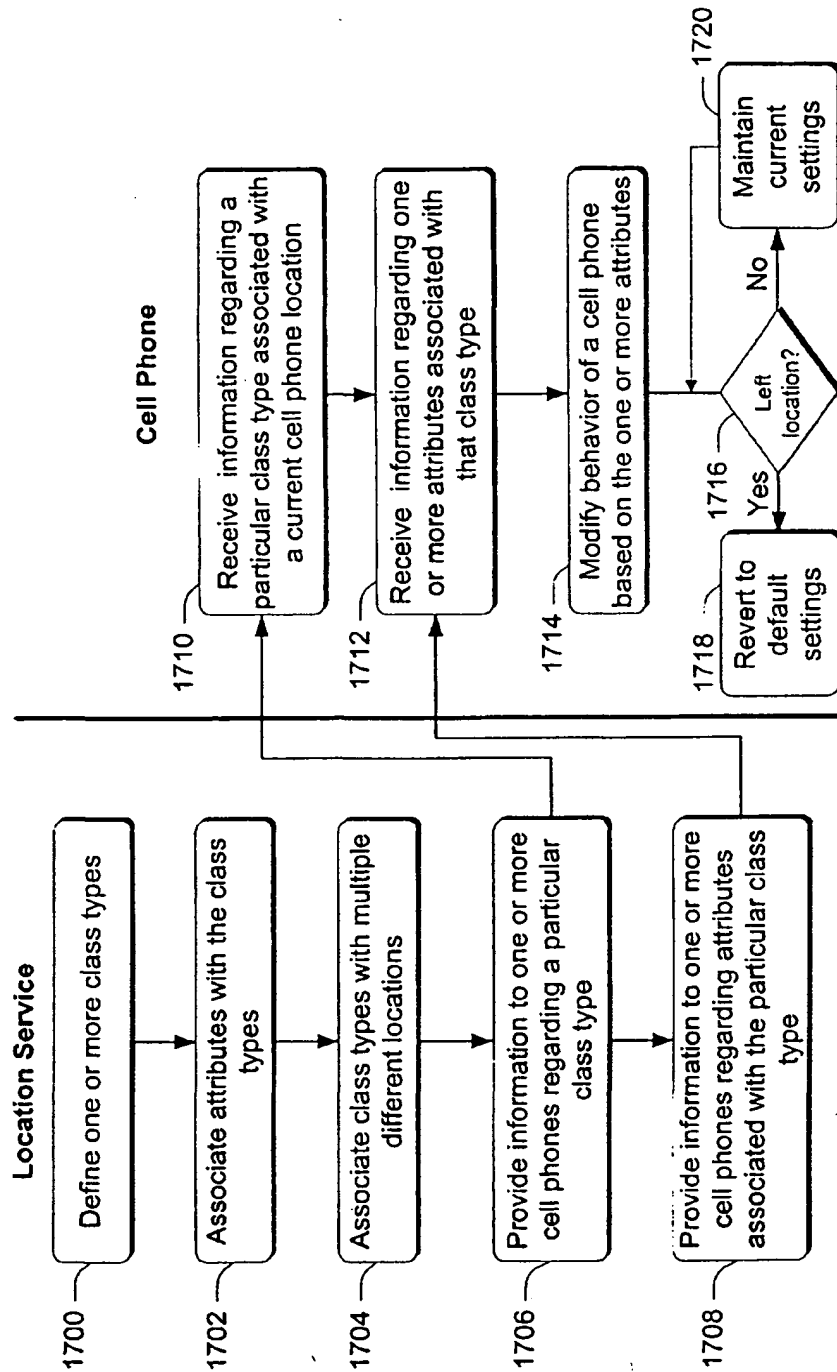 Location Service
1700
Define one or more class types
1702
Associate attributes with the class
types
1704
Associate class types with multiple
different locations
1706
Provide information to one or more
cell phones regarding a particular
class type
1708
Provide information to one or more
cell phones regarding attributes
associated with the particular class
type
Cell Phone
1710
Receive information regarding a
particular class type associated with
a current cell phone location
1712
Receive information regarding one
or more attributes associated with
that class type
1714
Modify behavior of a cell phone
based on the one or more attributes
1716
Left
location?
Yes
No
1718
Revert to
default
settings
1720
Maintain
current
settings